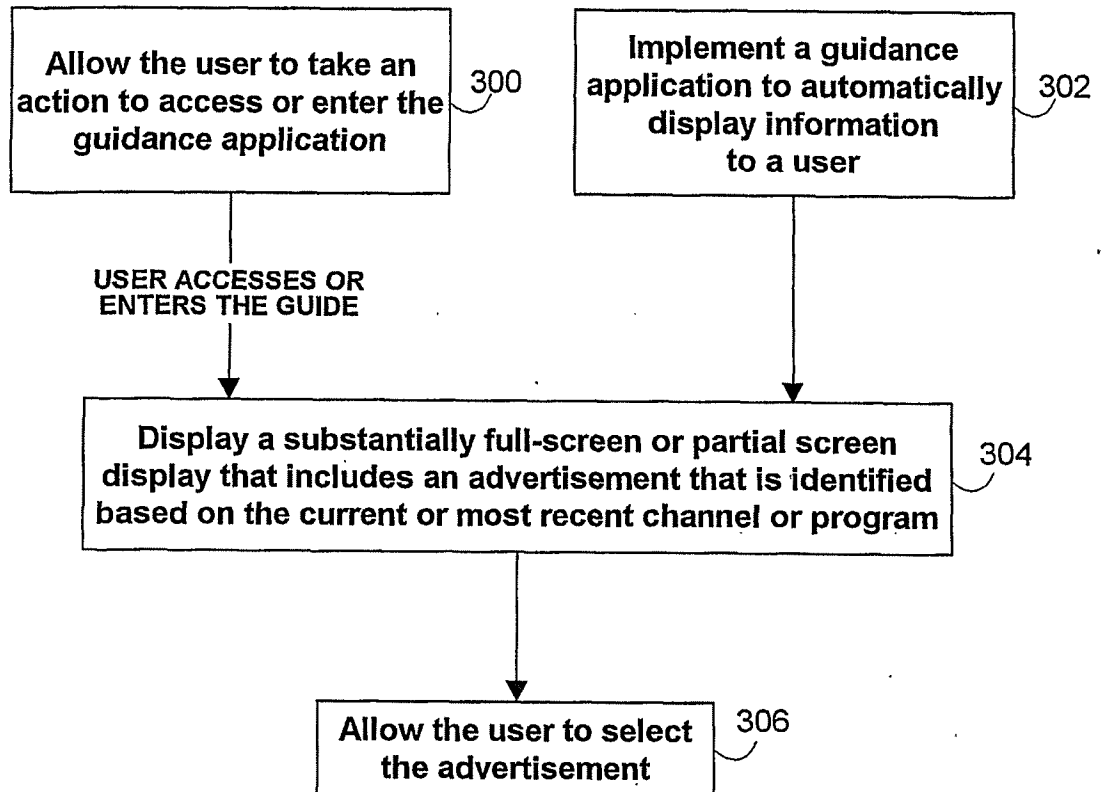 Allow the user to take an
action to access or enter the
guidance application
300
Implement a guidance
application to automatically
display information
to a user
302
USER ACCESSES OR
ENTERS THE GUIDE
Display a substantially full-screen or partial screen
display that includes an advertisement that is identified
based on the current or most recent channel or program
304
Allow the user to select
the advertisement
306